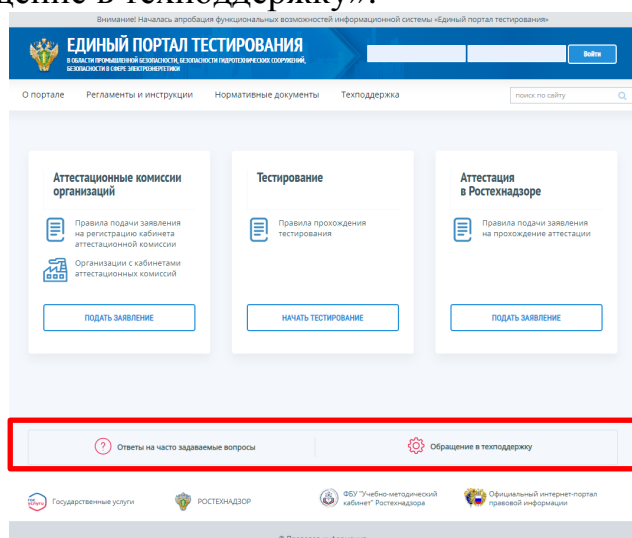 щение в техподдержку».
Внимание! Началась апробация функциональных возможностей информационной системы «Единый портал тестирования»
ЕДИНЫЙ ПОРТАЛ ТЕСТИРОВАНИЯ
В ОБЛАСТИ ПРОМЫШЛЕННОЙ БЕЗОПАСНОСТИ, БЕЗОПАСНОСТИ ГИДРОТЕХНИЧЕСКИХ СООРУЖЕНИЙ,
БЕЗОПАСНОСТИ В СФЕРЕ ЭЛЕКТРОЭНЕРГЕТИКИ
Войти
О портале Регламенты и инструкции Нормативные документы Техподдержка поиск по сайту
Аттестационные комиссии
организаций
Правила подачи заявления
на регистрацию кабинета
аттестационной комиссии
Организации с кабинетами
аттестационных комиссий
ПОДАТЬ ЗАЯВЛЕНИЕ
Тестирование
Правила прохождения
тестирования
НАЧАТЬ ТЕСТИРОВАНИЕ
Аттестация
в Ростехнадзоре
Правила подачи заявления
на прохождение аттестации
ПОДАТЬ ЗАЯВЛЕНИЕ
Ответы на часто задаваемые вопросы
Обращение в техподдержку
Государственные услуги
РОСТЕХНАДЗОР
ФБУ "Учебно-методический
кабинет" Ростехнадзора
Официальный интернет-портал
правовой информации